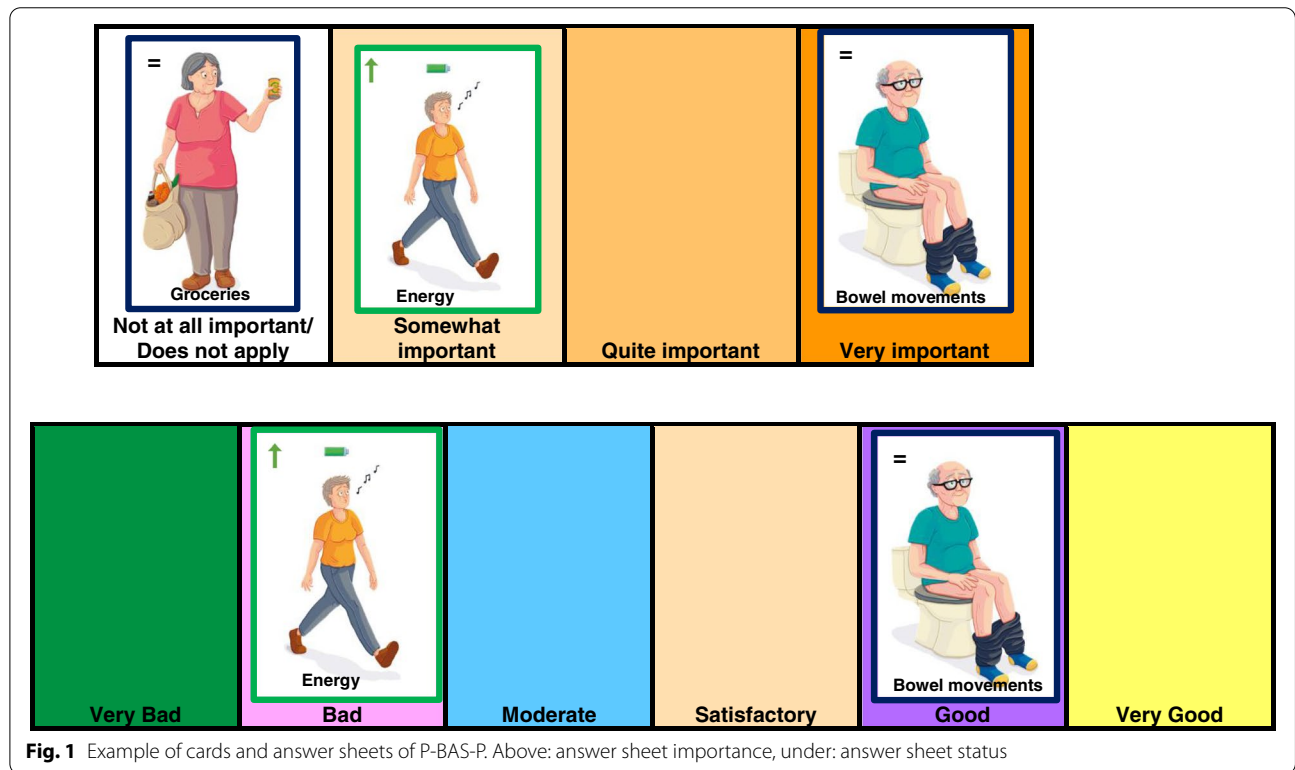 =
Groceries
Not at all important/
Does not apply
Energy
Somewhat
important
Quite important
=
Bowel movements
Very important
Very Bad
Energy
Bad
Moderate
Satisfactory
=
Bowel movements
Good
Very Good
Fig. 1 Example of cards and answer sheets of P-BAS-P. Above: answer sheet importance, under: answer sheet status